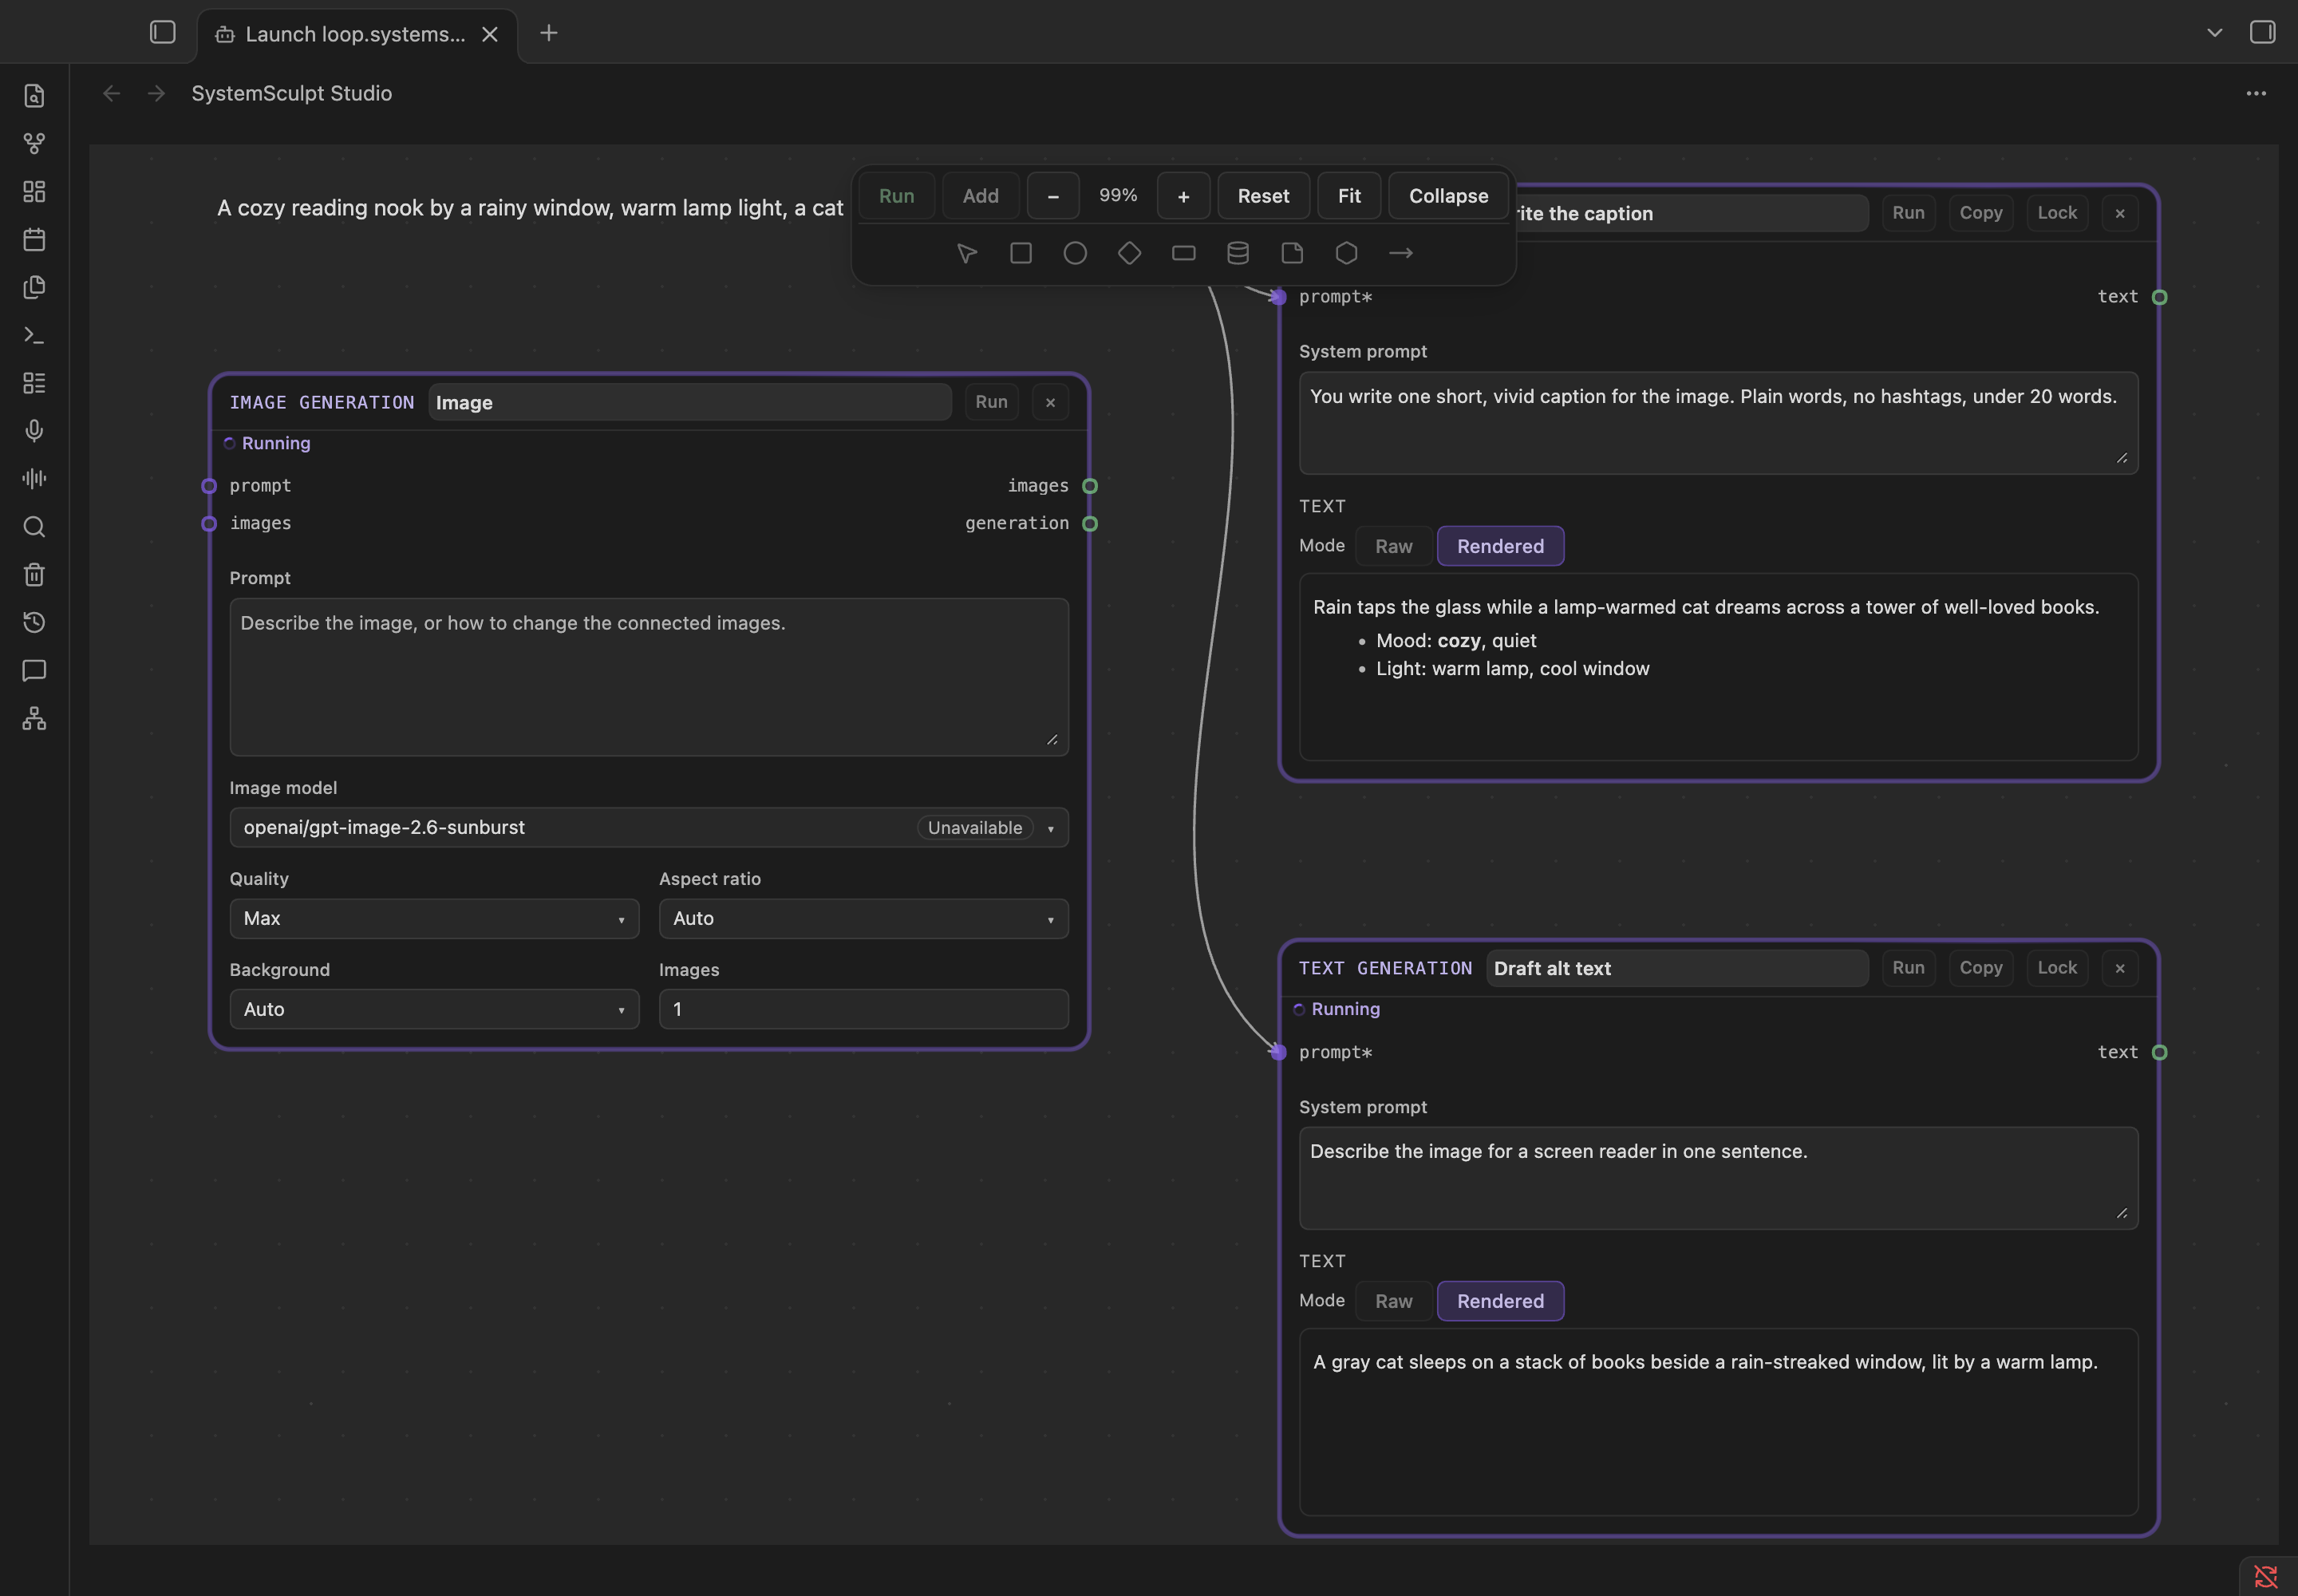 Launch loop.systems...
SystemSculpt Studio
A cozy reading nook by a rainy window, warm lamp light, a cat
Run Add − 99% + Reset Fit Collapse
rite the caption Run Copy Lock ×
prompt* text
System prompt
You write one short, vivid caption for the image. Plain words, no hashtags, under 20 words.
TEXT
Mode Raw Rendered
Rain taps the glass while a lamp-warmed cat dreams across a tower of well-loved books.
• Mood: cozy, quiet
• Light: warm lamp, cool window
IMAGE GENERATION Image Run ×
Running
prompt images
images generation
Prompt
Describe the image, or how to change the connected images.
Image model
openai/gpt-image-2.6-sunburst Unavailable
Quality Aspect ratio
Max Auto
Background Images
Auto 1
TEXT GENERATION Draft alt text Run Copy Lock ×
Running
prompt* text
System prompt
Describe the image for a screen reader in one sentence.
TEXT
Mode Raw Rendered
A gray cat sleeps on a stack of books beside a rain-streaked window, lit by a warm lamp.